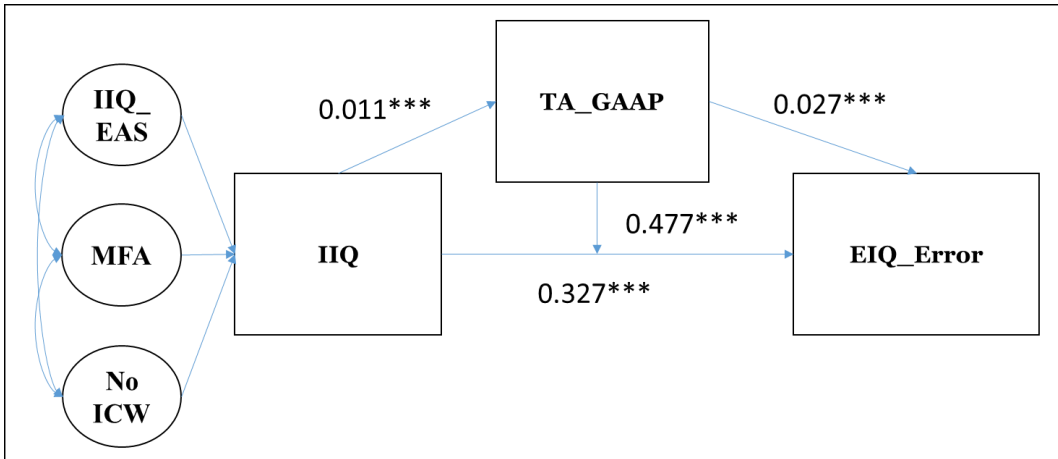 IIQ_
EAS
MFA
No
ICW
IIQ
0.011***
TA_GAAP
0.027***
0.477***
0.327***
EIQ_Error